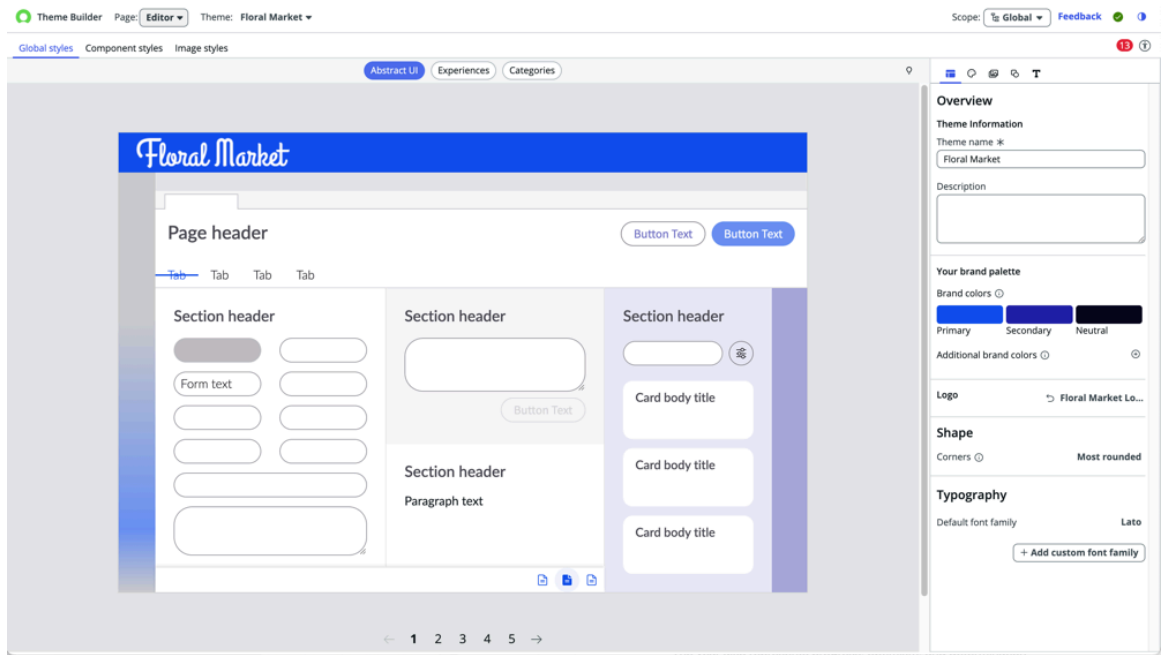 Theme Builder Page: Editor Theme: Floral Market Scope: Global Feedback
Global styles Component styles Image styles 13
Abstract UI Experiences Categories
Floral Market
Page header Button Text Button Text
Tab Tab Tab Tab
Section header
Form text
Section header
Button Text
Section header
Paragraph text
Section header
Card body title
Card body title
Card body title
1 2 3 4 5
Overview
Theme Information
Theme name *
Floral Market
Description
Your brand palette
Brand colors
Primary Secondary Neutral
Additional brand colors
Logo Floral Market Lo...
Shape
Corners Most rounded
Typography
Default font family Lato
+ Add custom font family